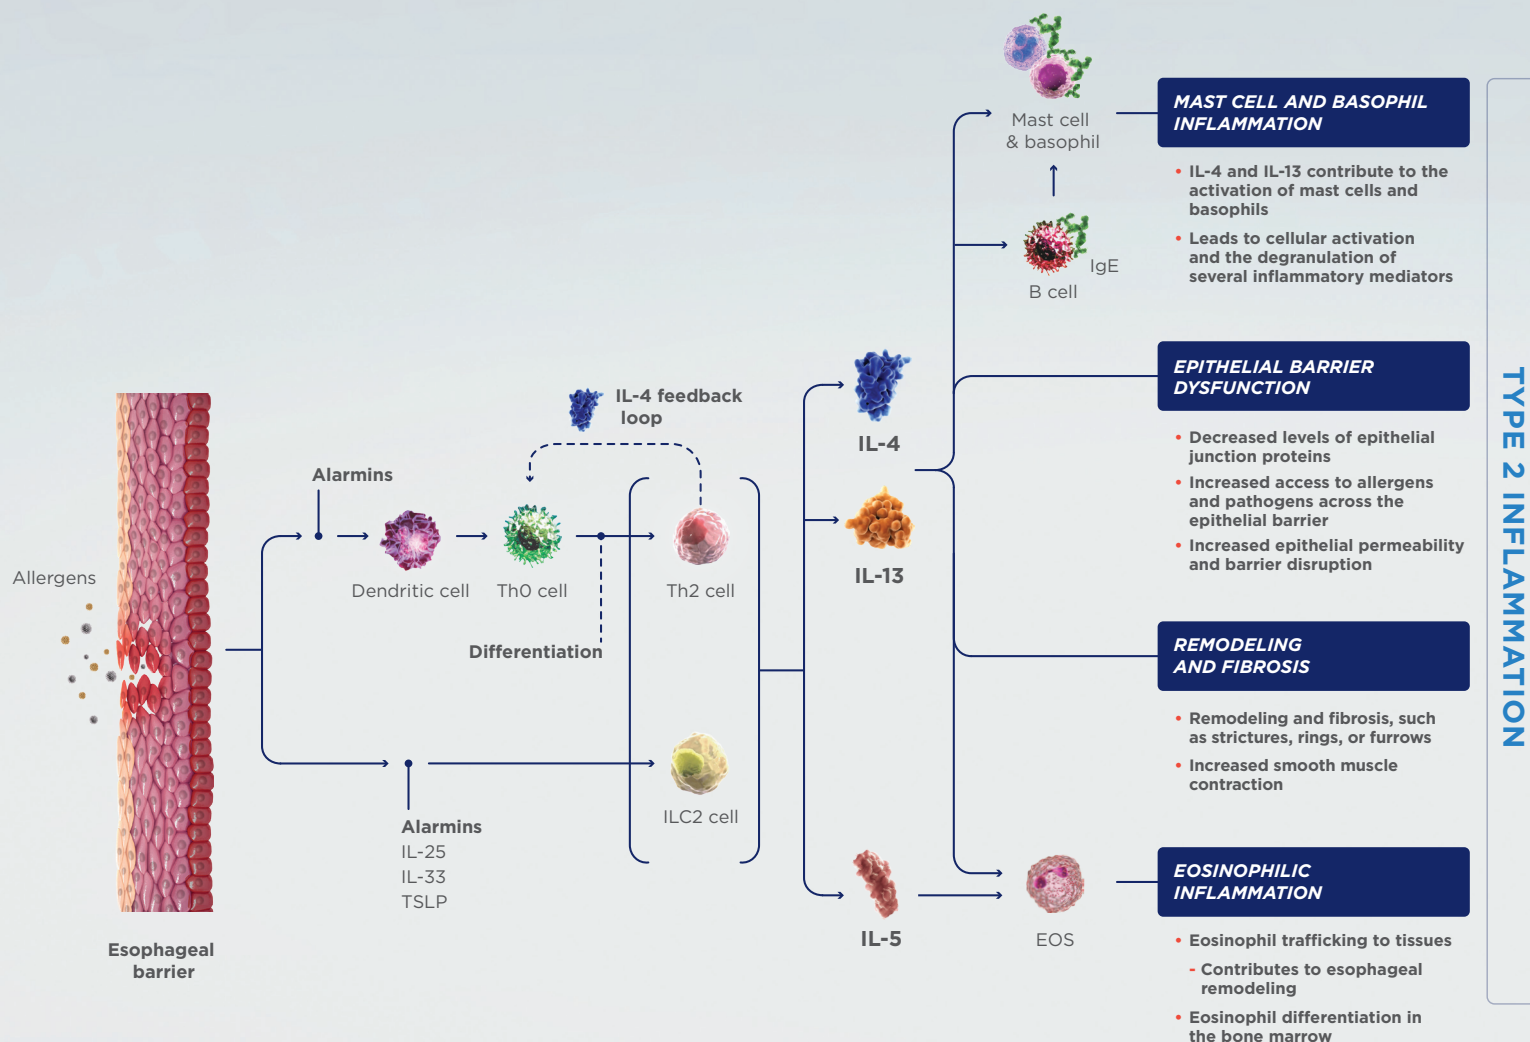 Allergens
Esophageal
barrier
Alarmins
Dendritic cell
Th0 cell
IL-4 feedback
loop
Differentiation
Th2 cell
ILC2 cell
Alarmins
IL-25
IL-33
TSLP
IL-4
IL-13
IL-5
Mast cell
& basophil
IgE
B cell
EOS
MAST CELL AND BASOPHIL
INFLAMMATION
• IL-4 and IL-13 contribute to the
activation of mast cells and
basophils
• Leads to cellular activation
and the degranulation of
several inflammatory mediators
EPITHELIAL BARRIER
DYSFUNCTION
• Decreased levels of epithelial
junction proteins
• Increased access to allergens
and pathogens across the
epithelial barrier
• Increased epithelial permeability
and barrier disruption
REMODELING
AND FIBROSIS
• Remodeling and fibrosis, such
as strictures, rings, or furrows
• Increased smooth muscle
contraction
EOSINOPHILIC
INFLAMMATION
• Eosinophil trafficking to tissues
- Contributes to esophageal
remodeling
• Eosinophil differentiation in
the bone marrow
TYPE 2 INFLAMMATION